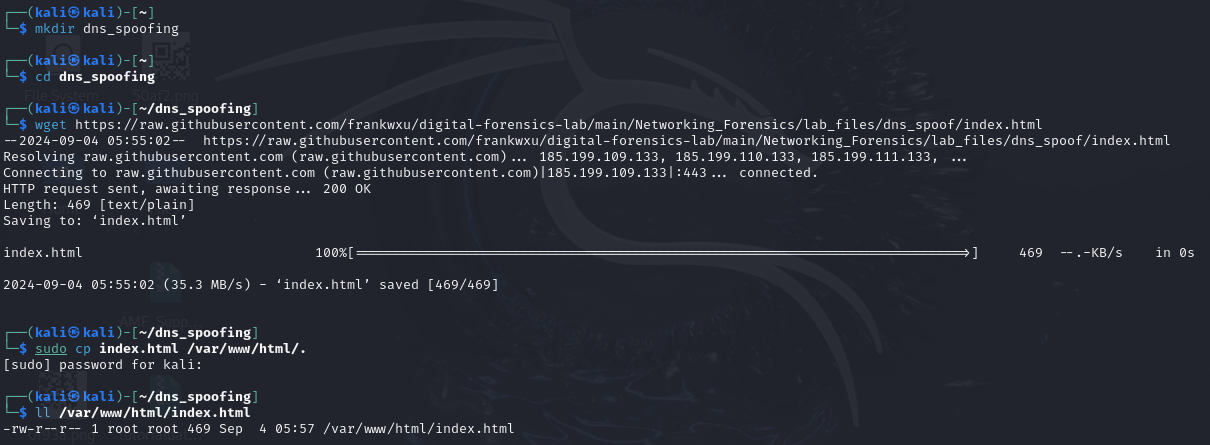 ┌──(kali㉿kali)-[~]
└─$ mkdir dns_spoofing
┌──(kali㉿kali)-[~]
└─$ cd dns_spoofing
File System 50at2.png
┌──(kali㉿kali)-[~/dns_spoofing]
└─$ wget https://raw.githubusercontent.com/frankwxu/digital-forensics-lab/main/Networking_Forensics/lab_files/dns_spoof/index.html
--2024-09-04 05:55:02--  https://raw.githubusercontent.com/frankwxu/digital-forensics-lab/main/Networking_Forensics/lab_files/dns_spoof/index.html
Resolving raw.githubusercontent.com (raw.githubusercontent.com)... 185.199.109.133, 185.199.110.133, 185.199.111.133, ...
Connecting to raw.githubusercontent.com (raw.githubusercontent.com)|185.199.109.133|:443... connected.
HTTP request sent, awaiting response... 200 OK
Length: 469 [text/plain]
Saving to: ‘index.html’
index.html 100%[===================================================================>] 469 --.-KB/s in 0s
2024-09-04 05:55:02 (35.3 MB/s) - ‘index.html’ saved [469/469]
┌──(kali㉿kali)-[~/dns_spoofing]
└─$ sudo cp index.html /var/www/html/.
[sudo] password for kali:
┌──(kali㉿kali)-[~/dns_spoofing]
└─$ ll /var/www/html/index.html
-rw-r--r-- 1 root root 469 Sep  4 05:57 /var/www/html/index.html